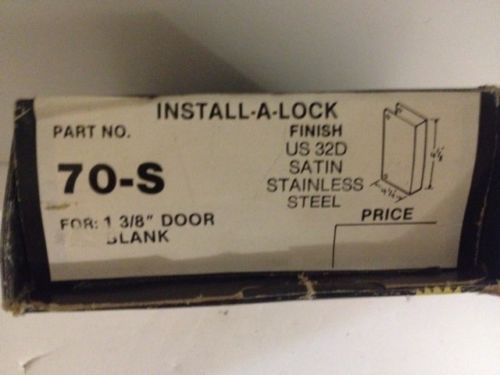 INSTALL-A-LOCK
PART NO.
70-S
FOR: 1 3/8" DOOR
BLANK
FINISH
US 32D
SATIN
STAINLESS
STEEL
PRICE